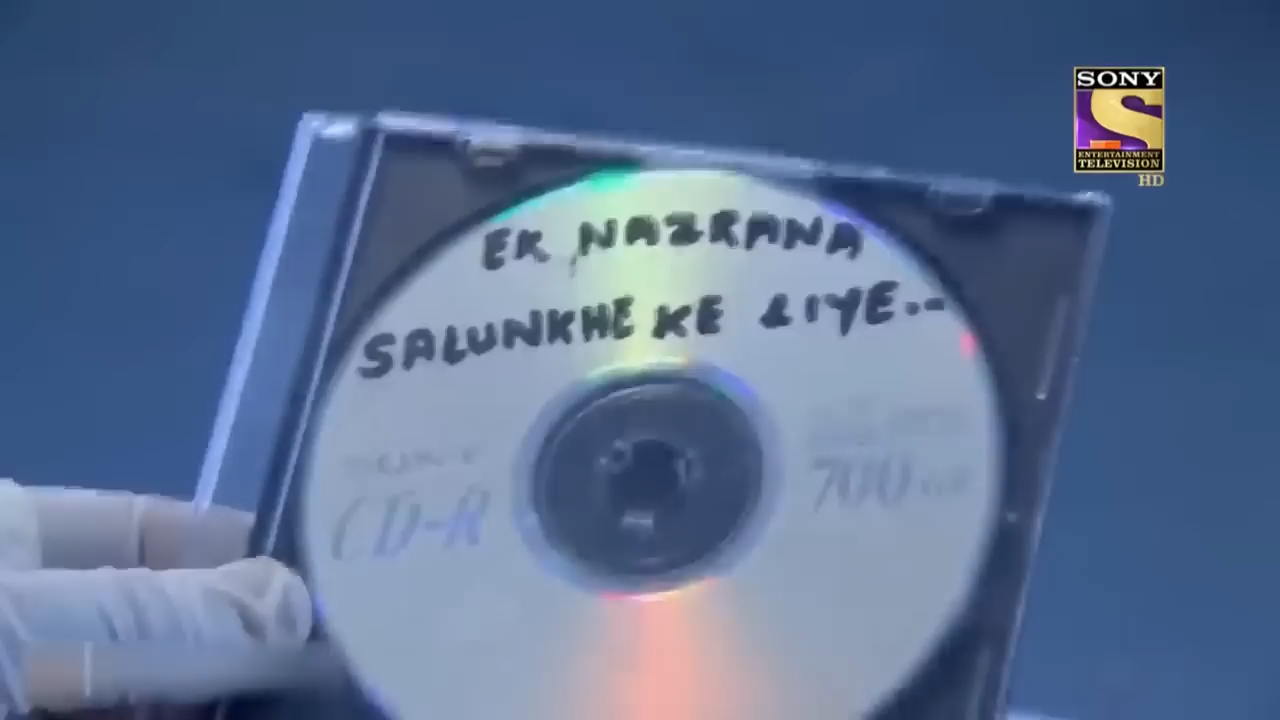 SONY
ENTERTAINMENT
TELEVISION
HD
EK NAZRANA
SALUNKHE KE LIYE..
CD-R
700